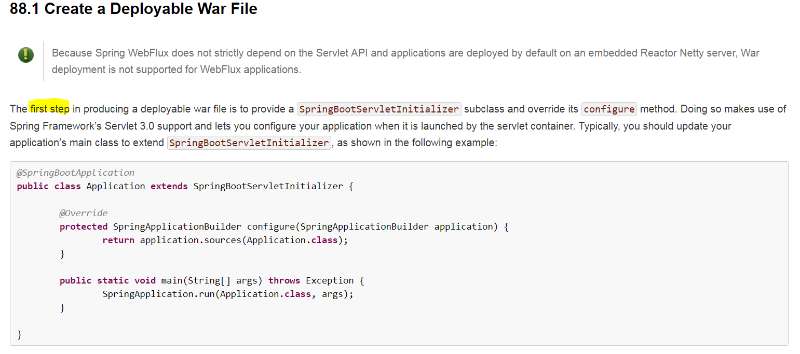 88.1 Create a Deployable War File
Because Spring WebFlux does not strictly depend on the Servlet API and applications are deployed by default on an embedded Reactor Netty server, War
deployment is not supported for WebFlux applications.
The first step in producing a deployable war file is to provide a SpringBootServletInitializer subclass and override its configure method. Doing so makes use of
Spring Framework's Servlet 3.0 support and lets you configure your application when it is launched by the servlet container. Typically, you should update your
application's main class to extend SpringBootServletInitializer, as shown in the following example:
@SpringBootApplication
public class Application extends SpringBootServletInitializer {
@Override
protected SpringApplicationBuilder configure(SpringApplicationBuilder application) {
return application.sources(Application.class);
}
public static void main(String[] args) throws Exception {
SpringApplication.run(Application.class, args);
}
}